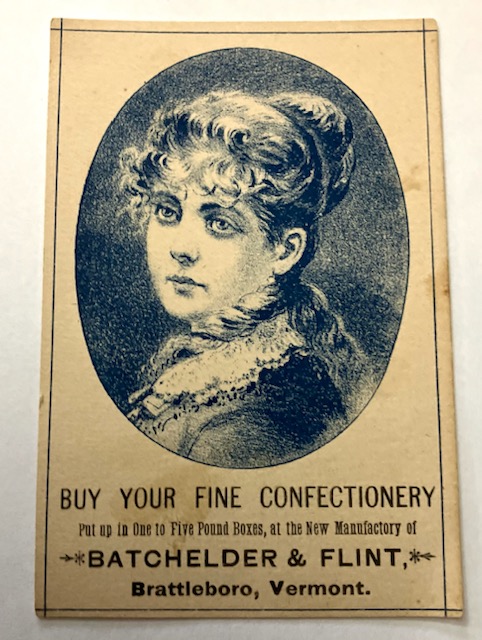 BUY YOUR FINE CONFECTIONERY
Put up in One to Five Pound Boxes, at the New Manufactory of
BATCHELDER & FLINT,
Brattleboro, Vermont.